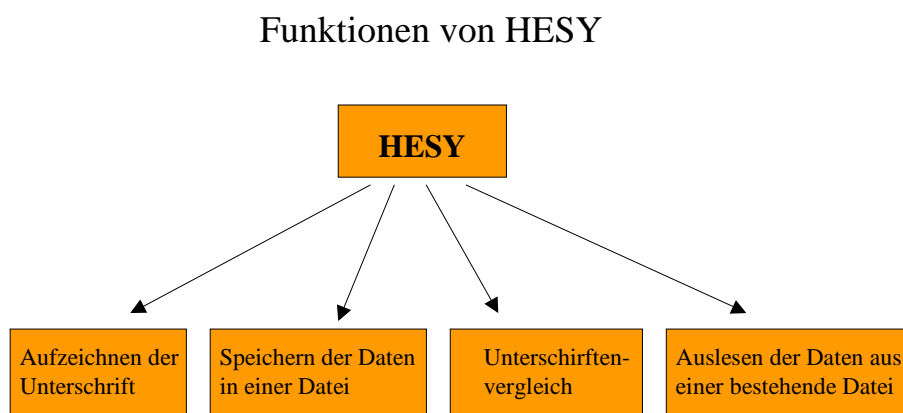 Funktionen von HESY
HESY
Aufzeichnen der
Unterschrift
Speichern der Daten
in einer Datei
Unterschirften-
vergleich
Auslesen der Daten aus
einer bestehende Datei